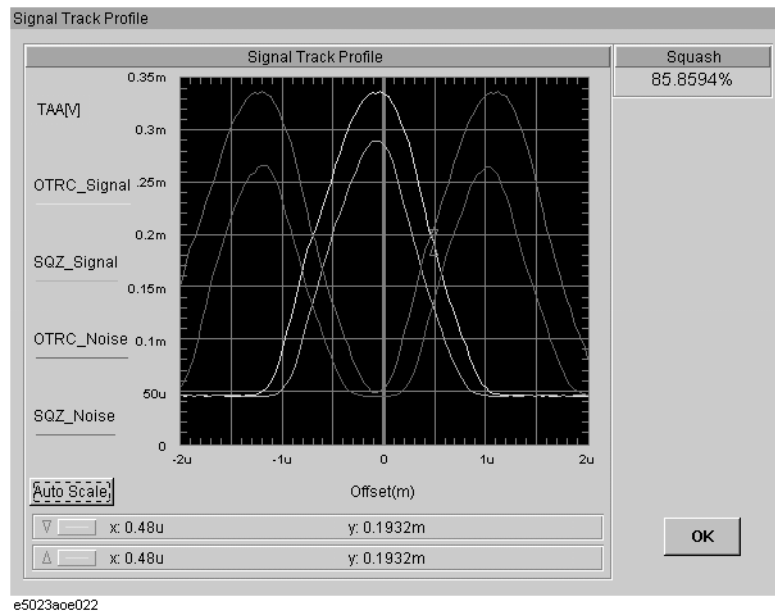 Signal Track Profile
Signal Track Profile
Squash
85.8594%
TAA[V]
OTRC_Signal
SQZ_Signal
OTRC_Noise
SQZ_Noise
0.35m
0.3m
.25m
0.2m
0.15m
0.1m
50u
0
-2u -1u 0 1u 2u
Auto Scale
Offset(m)
x: 0.48u y: 0.1932m
x: 0.48u y: 0.1932m
OK
e5023aoe022